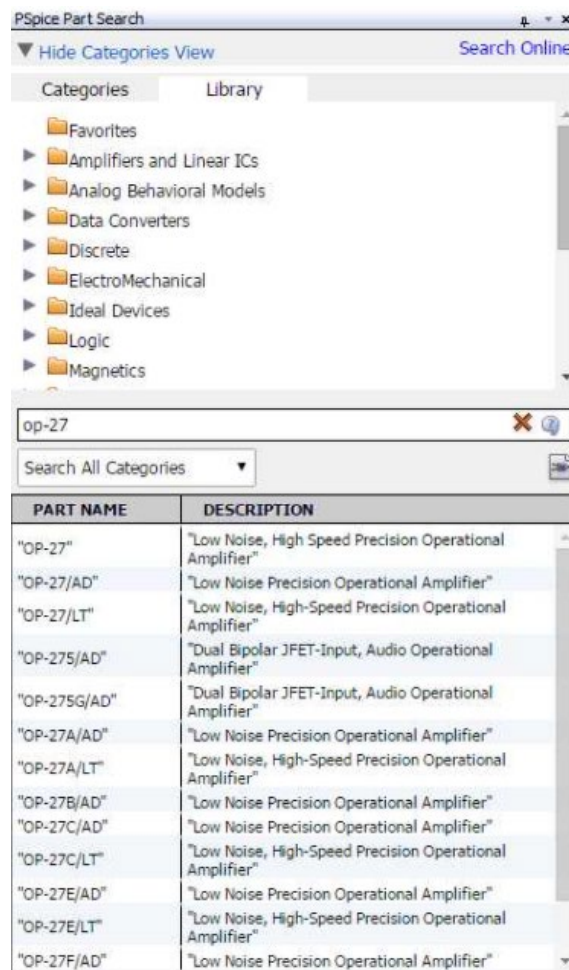 PSpice Part Search
Hide Categories View Search Online
Categories Library
Favorites
Amplifiers and Linear ICs
Analog Behavioral Models
Data Converters
Discrete
ElectroMechanical
Ideal Devices
Logic
Magnetics
op-27
Search All Categories
PART NAME DESCRIPTION
"OP-27" "Low Noise, High Speed Precision Operational
Amplifier"
"OP-27/AD" "Low Noise Precision Operational Amplifier"
"OP-27/LT" "Low Noise, High-Speed Precision Operational
Amplifier"
"OP-275/AD" "Dual Bipolar JFET-Input, Audio Operational
Amplifier"
"OP-275G/AD" "Dual Bipolar JFET-Input, Audio Operational
Amplifier"
"OP-27A/AD" "Low Noise Precision Operational Amplifier"
"OP-27A/LT" "Low Noise, High-Speed Precision Operational
Amplifier"
"OP-27B/AD" "Low Noise Precision Operational Amplifier"
"OP-27C/AD" "Low Noise Precision Operational Amplifier"
"OP-27C/LT" "Low Noise, High-Speed Precision Operational
Amplifier"
"OP-27E/AD" "Low Noise Precision Operational Amplifier"
"OP-27E/LT" "Low Noise, High-Speed Precision Operational
Amplifier"
"OP-27F/AD" "Low Noise Precision Operational Amplifier"